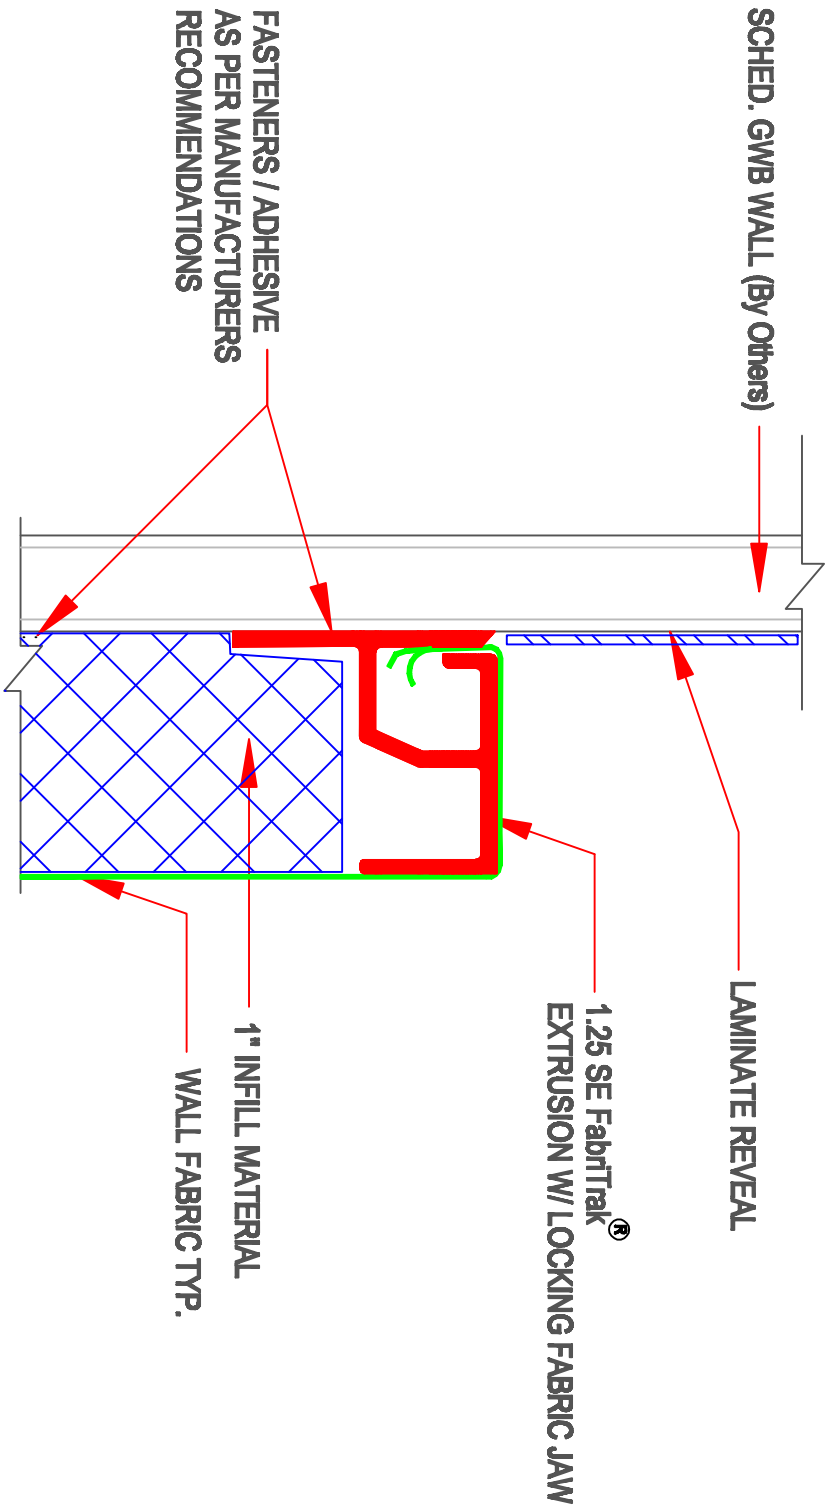 SCHED. GWB WALL (By Others)
FASTENERS / ADHESIVE
AS PER MANUFACTURERS
RECOMMENDATIONS
LAMINATE REVEAL
1.25 SE FabriTrak®
EXTRUSION W/ LOCKING FABRIC JAW
1" INFILL MATERIAL
WALL FABRIC TYP.